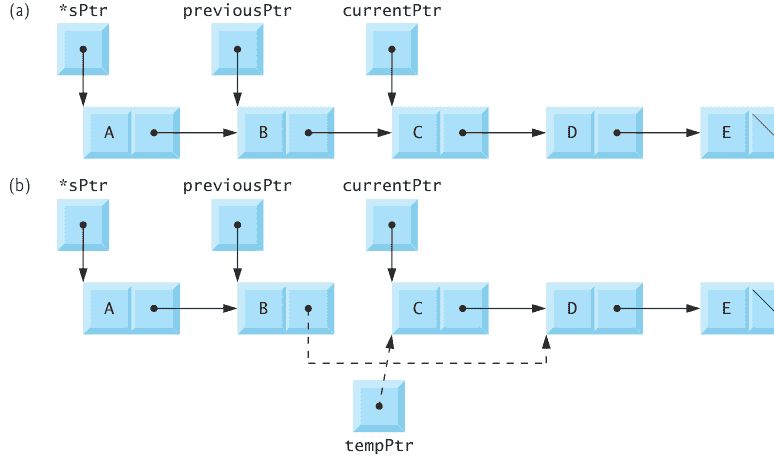 (a) *sPtr previousPtr currentPtr
A B C D E
(b) *sPtr previousPtr currentPtr
A B C D E
tempPtr